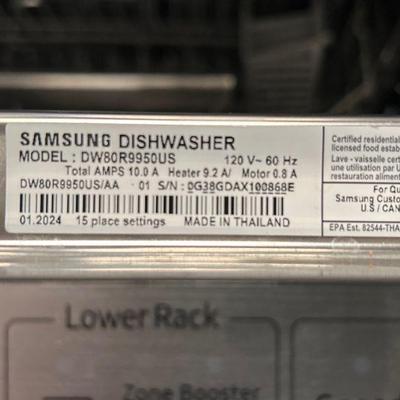 SAMSUNG DISHWASHER
MODEL : DW80R9950US 120 V~ 60 Hz
Total AMPS 10.0 A Heater 9.2 A/ Motor 0.8 A
DW80R9950US/AA 01 S/N : 0G38GDAX100868E
01.2024 15 place settings MADE IN THAILAND
Certified residential
licensed food estab
Lave - vaisselle certi
une utilisation par U
restauration aliment
For Qu
Samsung Custo
U.S / CAN
EPA Est. 82544-THA
Lower Rack
Zone Booster